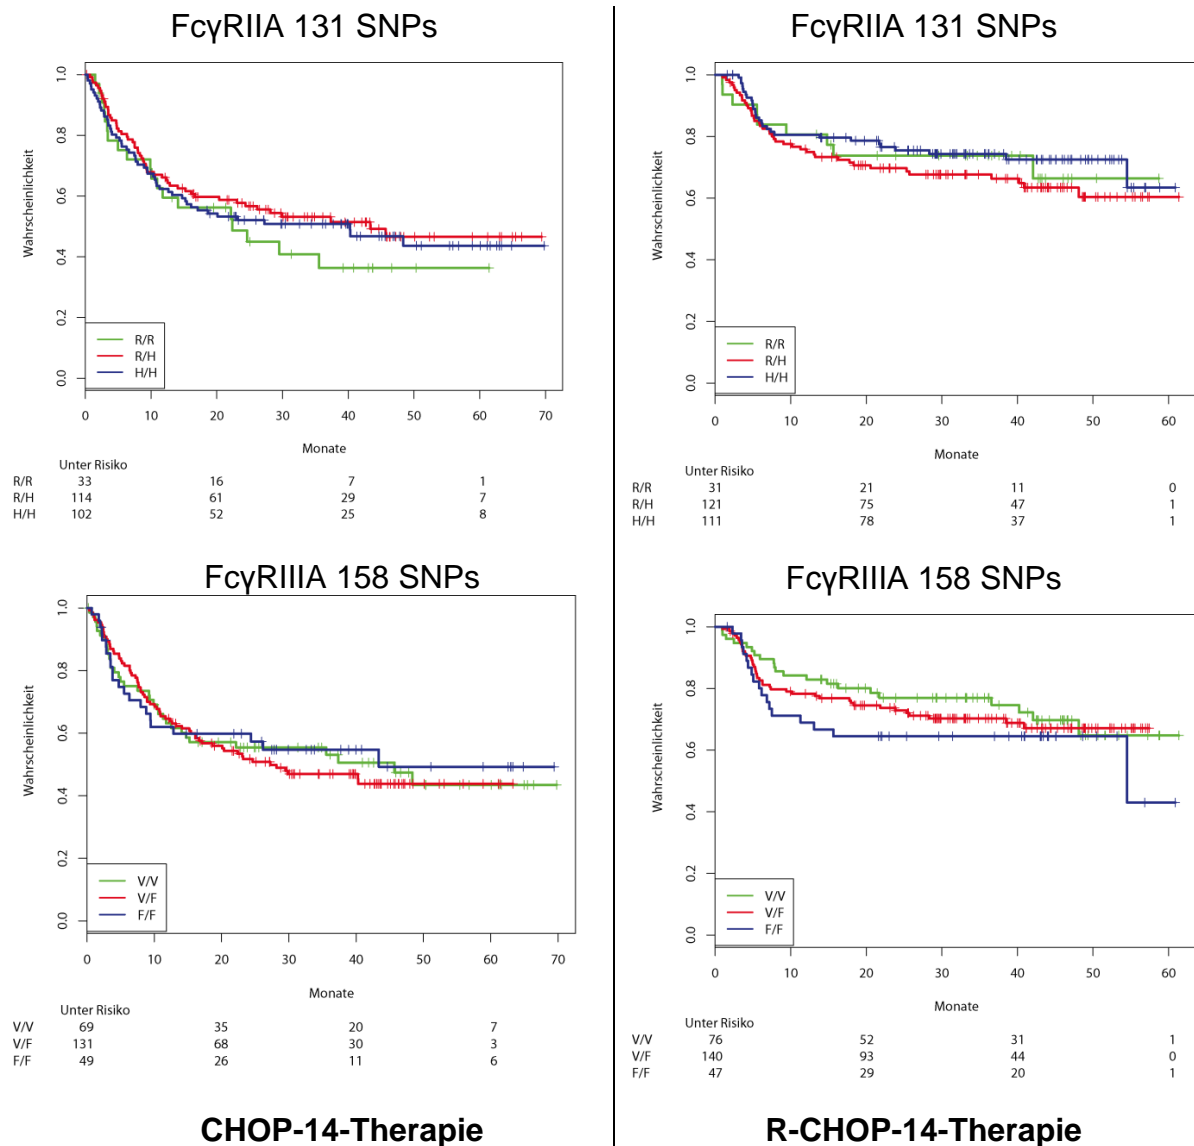 FcγRIIA 131 SNPs
Wahrscheinlichkeit
1.0
0.8
0.6
0.4
0.2
0.0
R/R
R/H
H/H
0 10 20 30 40 50 60 70
Monate
Unter Risiko
R/R 33 16 7 1
R/H 114 61 29 7
H/H 102 52 25 8
FcγRIIA 131 SNPs
Wahrscheinlichkeit
1.0
0.8
0.6
0.4
0.2
0.0
R/R
R/H
H/H
0 10 20 30 40 50 60
Monate
Unter Risiko
R/R 31 21 11 0
R/H 121 75 47 1
H/H 111 78 37 1
FcγRIIIA 158 SNPs
Wahrscheinlichkeit
1.0
0.8
0.6
0.4
0.2
0.0
V/V
V/F
F/F
0 10 20 30 40 50 60 70
Monate
Unter Risiko
V/V 69 35 20 7
V/F 131 68 30 3
F/F 49 26 11 6
CHOP-14-Therapie
FcγRIIIA 158 SNPs
Wahrscheinlichkeit
1.0
0.8
0.6
0.4
0.2
0.0
V/V
V/F
F/F
0 10 20 30 40 50 60
Monate
Unter Risiko
V/V 76 52 31 1
V/F 140 93 44 0
F/F 47 29 20 1
R-CHOP-14-Therapie